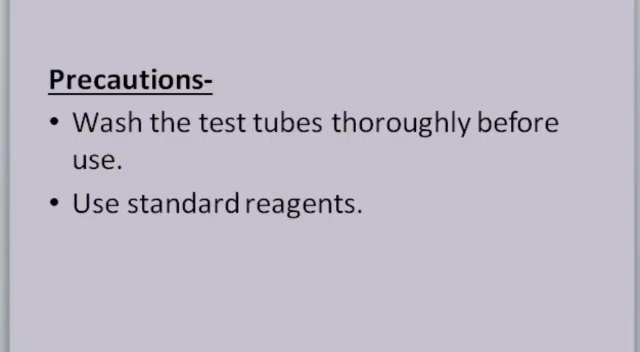 Precautions-
• Wash the test tubes thoroughly before
use.
• Use standard reagents.